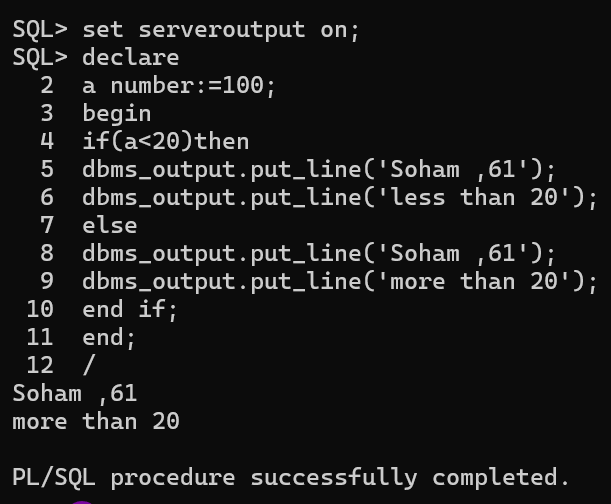 SQL> set serveroutput on;
SQL> declare
  2  a number:=100;
  3  begin
  4  if(a<20)then
  5  dbms_output.put_line('Soham ,61');
  6  dbms_output.put_line('less than 20');
  7  else
  8  dbms_output.put_line('Soham ,61');
  9  dbms_output.put_line('more than 20');
 10  end if;
 11  end;
 12  /
Soham ,61
more than 20

PL/SQL procedure successfully completed.